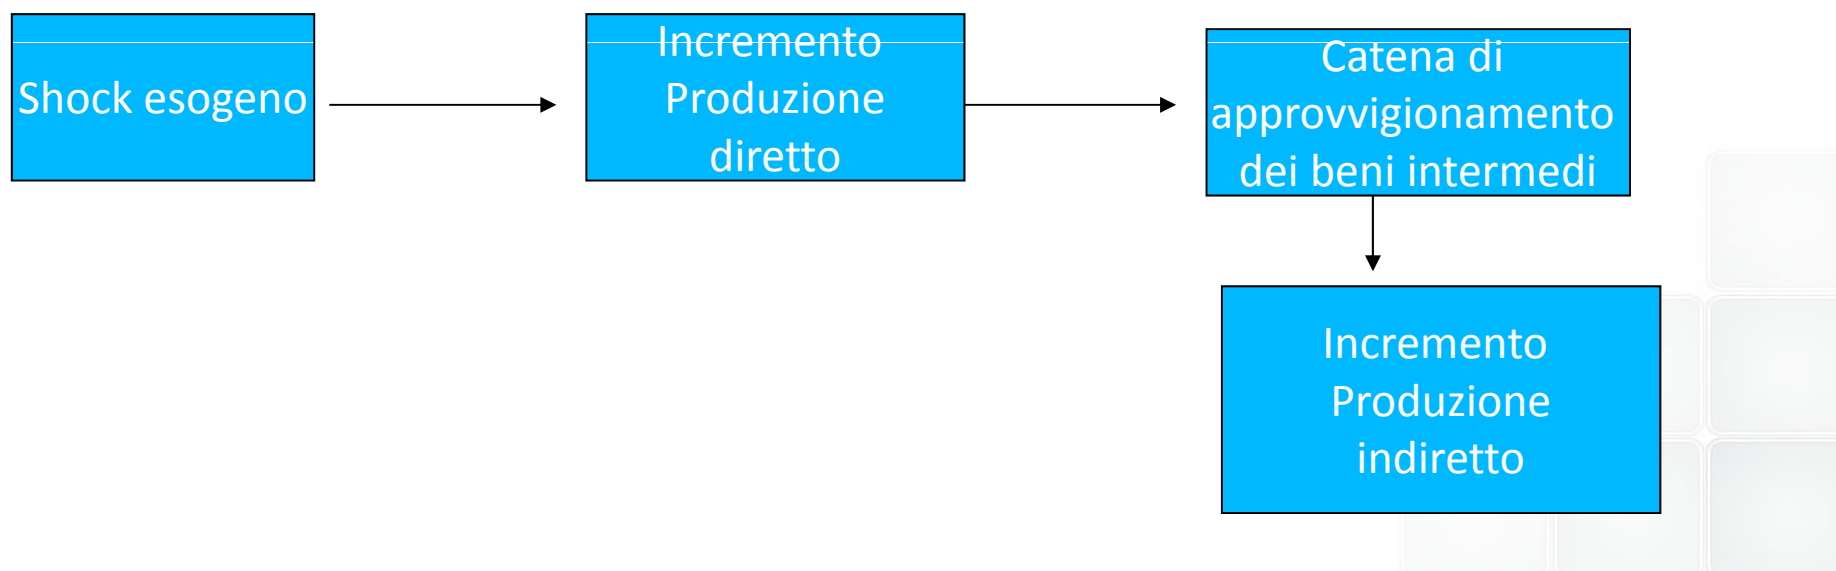 Shock esogeno
Incremento
Produzione
diretto
Catena di
approvvigionamento
dei beni intermedi
Incremento
Produzione
indiretto